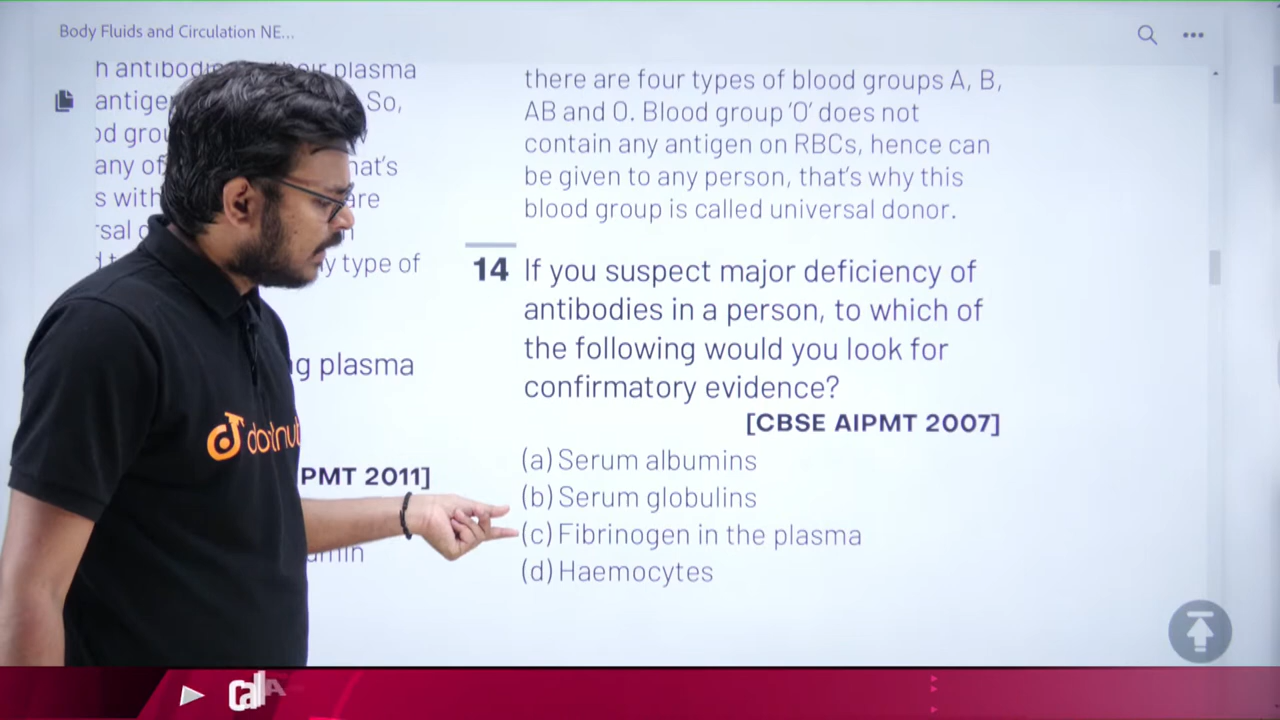 Body Fluids and Circulation NE...
plasma
So,
any of
hat's
s with
are
y type of
g plasma
PMT 2011]
there are four types of blood groups A, B,
AB and O. Blood group 'O' does not
contain any antigen on RBCs, hence can
be given to any person, that's why this
blood group is called universal donor.
14 If you suspect major deficiency of
antibodies in a person, to which of
the following would you look for
confirmatory evidence?
[CBSE AIPMT 2007]
(a) Serum albumins
(b) Serum globulins
(c) Fibrinogen in the plasma
(d) Haemocytes